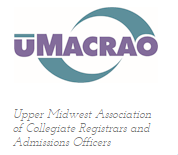 UMACRAO
Upper Midwest Association
of Collegiate Registrars and
Admissions Officers